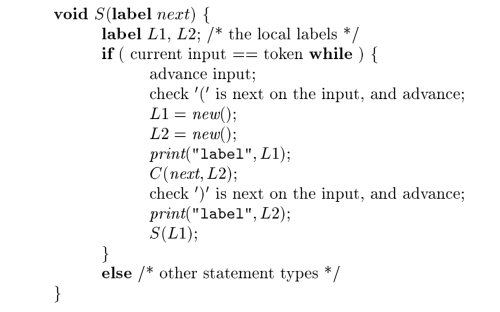 void S(label next) {
label L1, L2; /* the local labels */
if ( current input == token while ) {
advance input;
check '(' is next on the input, and advance;
L1 = new();
L2 = new();
print("label", L1);
C(next, L2);
check ')' is next on the input, and advance;
print("label", L2);
S(L1);
}
else /* other statement types */
}